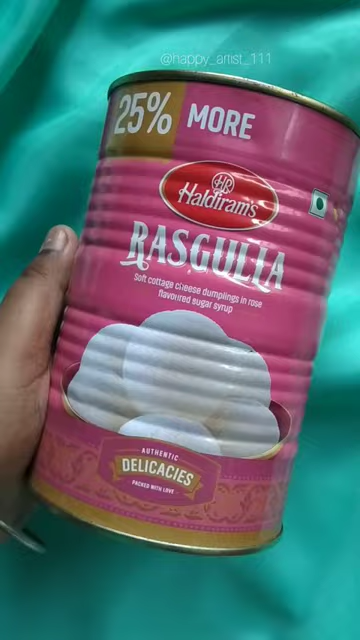 @happy_artist_111
25% MORE
HR
Haldiram's
RASGULLA
Soft cottage cheese dumplings in rose
flavoured sugar syrup
AUTHENTIC
DELICACIES
PACKED WITH LOVE